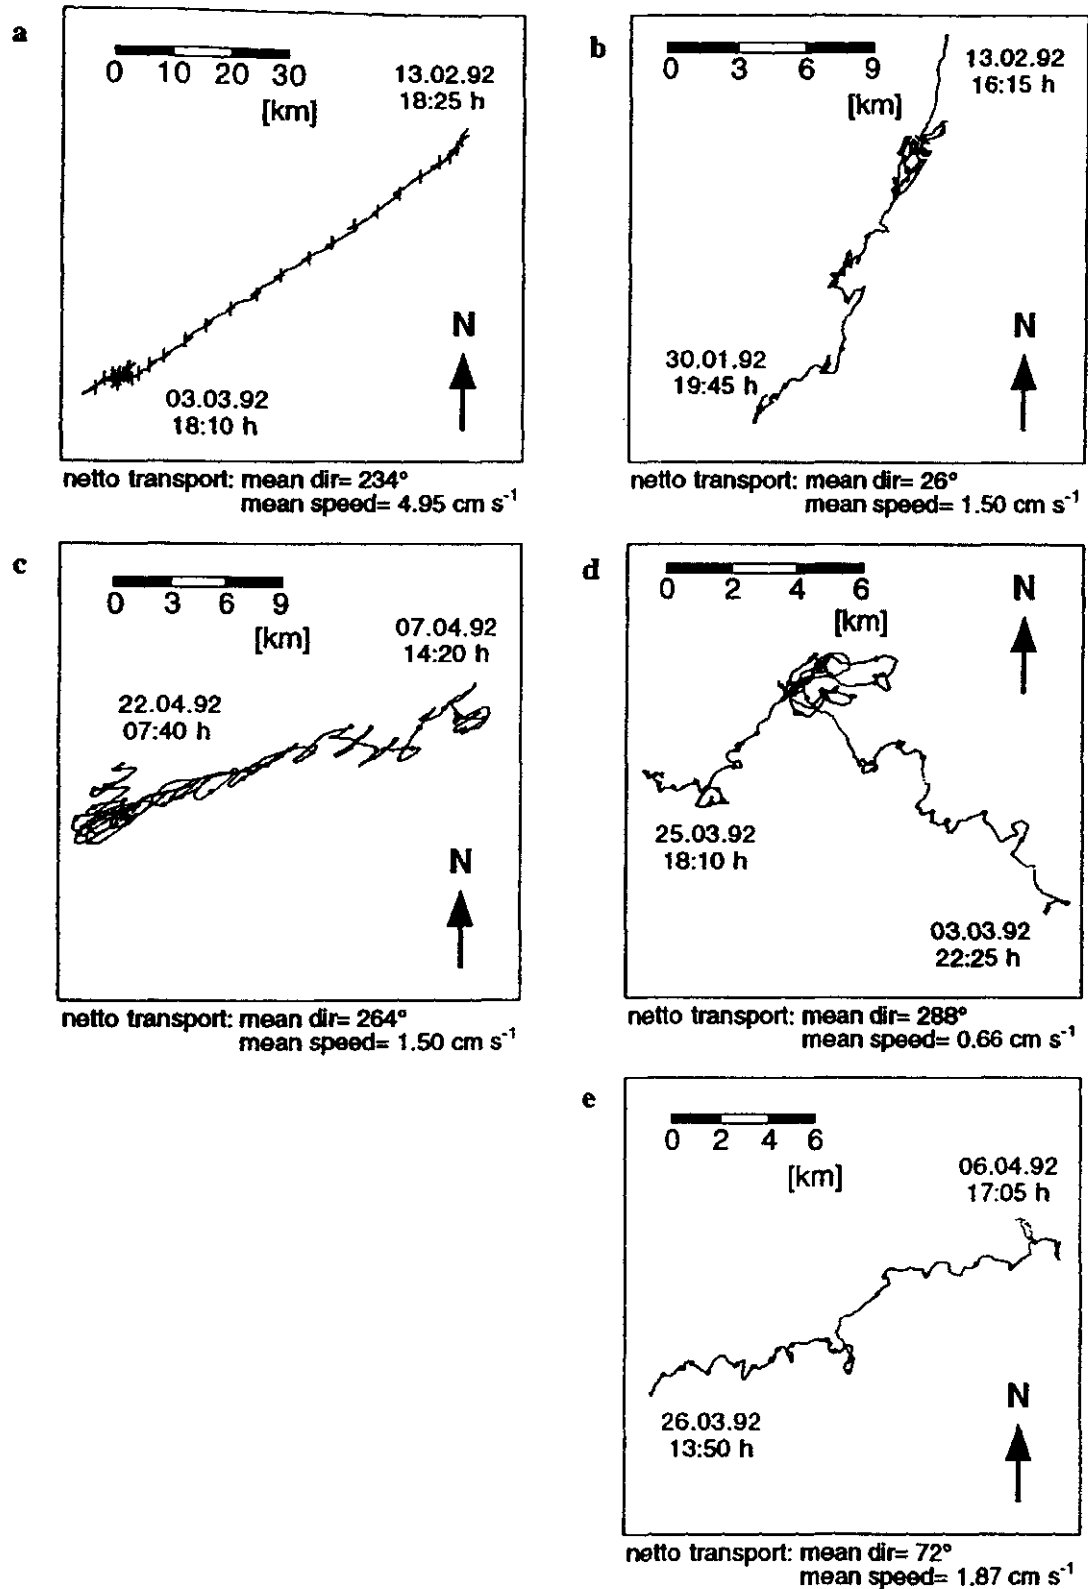 a
0 10 20 30
[km]
13.02.92
18:25 h
N
03.03.92
18:10 h
netto transport: mean dir= 234°
mean speed= 4.95 cm s⁻¹
b
0 3 6 9
[km]
13.02.92
16:15 h
30.01.92
19:45 h
N
netto transport: mean dir= 26°
mean speed= 1.50 cm s⁻¹
c
0 3 6 9
[km]
07.04.92
14:20 h
22.04.92
07:40 h
N
netto transport: mean dir= 264°
mean speed= 1.50 cm s⁻¹
d
0 2 4 6
[km]
N
25.03.92
18:10 h
03.03.92
22:25 h
netto transport: mean dir= 288°
mean speed= 0.66 cm s⁻¹
e
0 2 4 6
[km]
06.04.92
17:05 h
26.03.92
13:50 h
N
netto transport: mean dir= 72°
mean speed= 1.87 cm s⁻¹